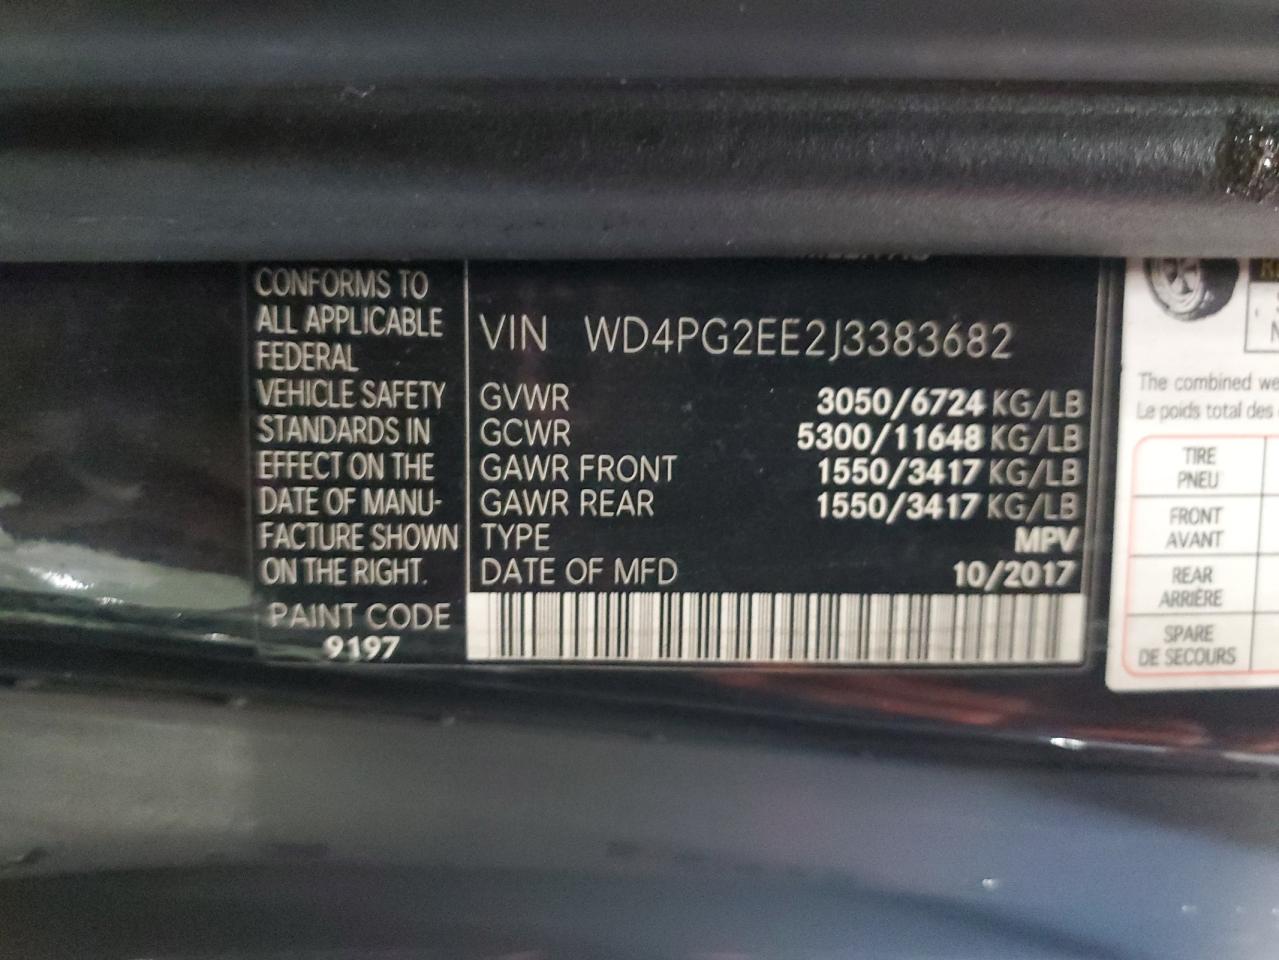 CONFORMS TO
ALL APPLICABLE
FEDERAL
VEHICLE SAFETY
STANDARDS IN
EFFECT ON THE
DATE OF MANU-
FACTURE SHOWN
ON THE RIGHT.
PAINT CODE
9197
VIN WD4PG2EE2J3383682
GVWR 3050/6724 KG/LB
GCWR 5300/11648 KG/LB
GAWR FRONT 1550/3417 KG/LB
GAWR REAR 1550/3417 KG/LB
TYPE MPV
DATE OF MFD 10/2017
The combined
Le poids total des
TIRE
PNEU
FRONT
AVANT
REAR
ARRIÈRE
SPARE
DE SECOURS